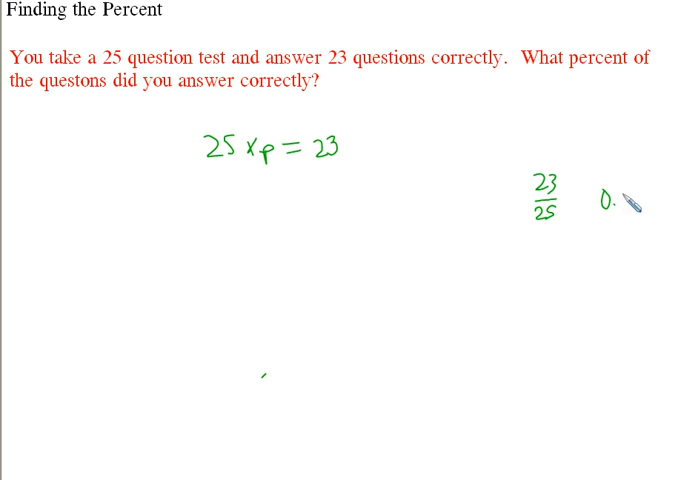 Finding the Percent
You take a 25 question test and answer 23 questions correctly. What percent of
the questons did you answer correctly?
25 x p = 23
23
25
0.